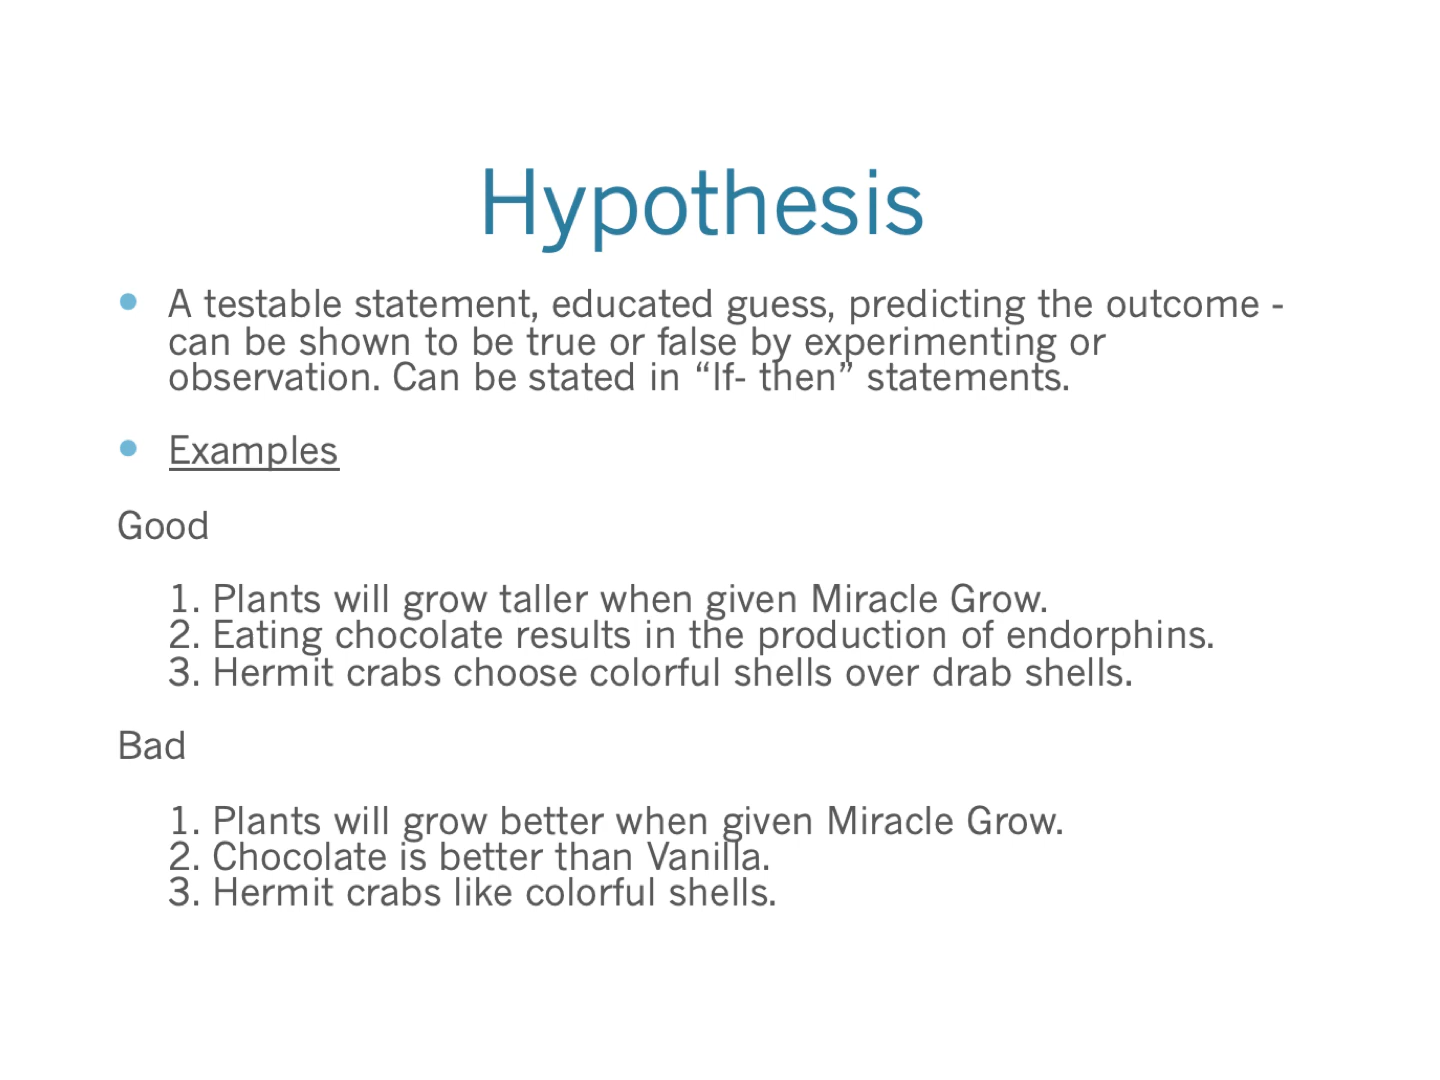 Hypothesis
• A testable statement, educated guess, predicting the outcome -
can be shown to be true or false by experimenting or
observation. Can be stated in “If- then” statements.
• Examples
Good
1. Plants will grow taller when given Miracle Grow.
2. Eating chocolate results in the production of endorphins.
3. Hermit crabs choose colorful shells over drab shells.
Bad
1. Plants will grow better when given Miracle Grow.
2. Chocolate is better than Vanilla.
3. Hermit crabs like colorful shells.